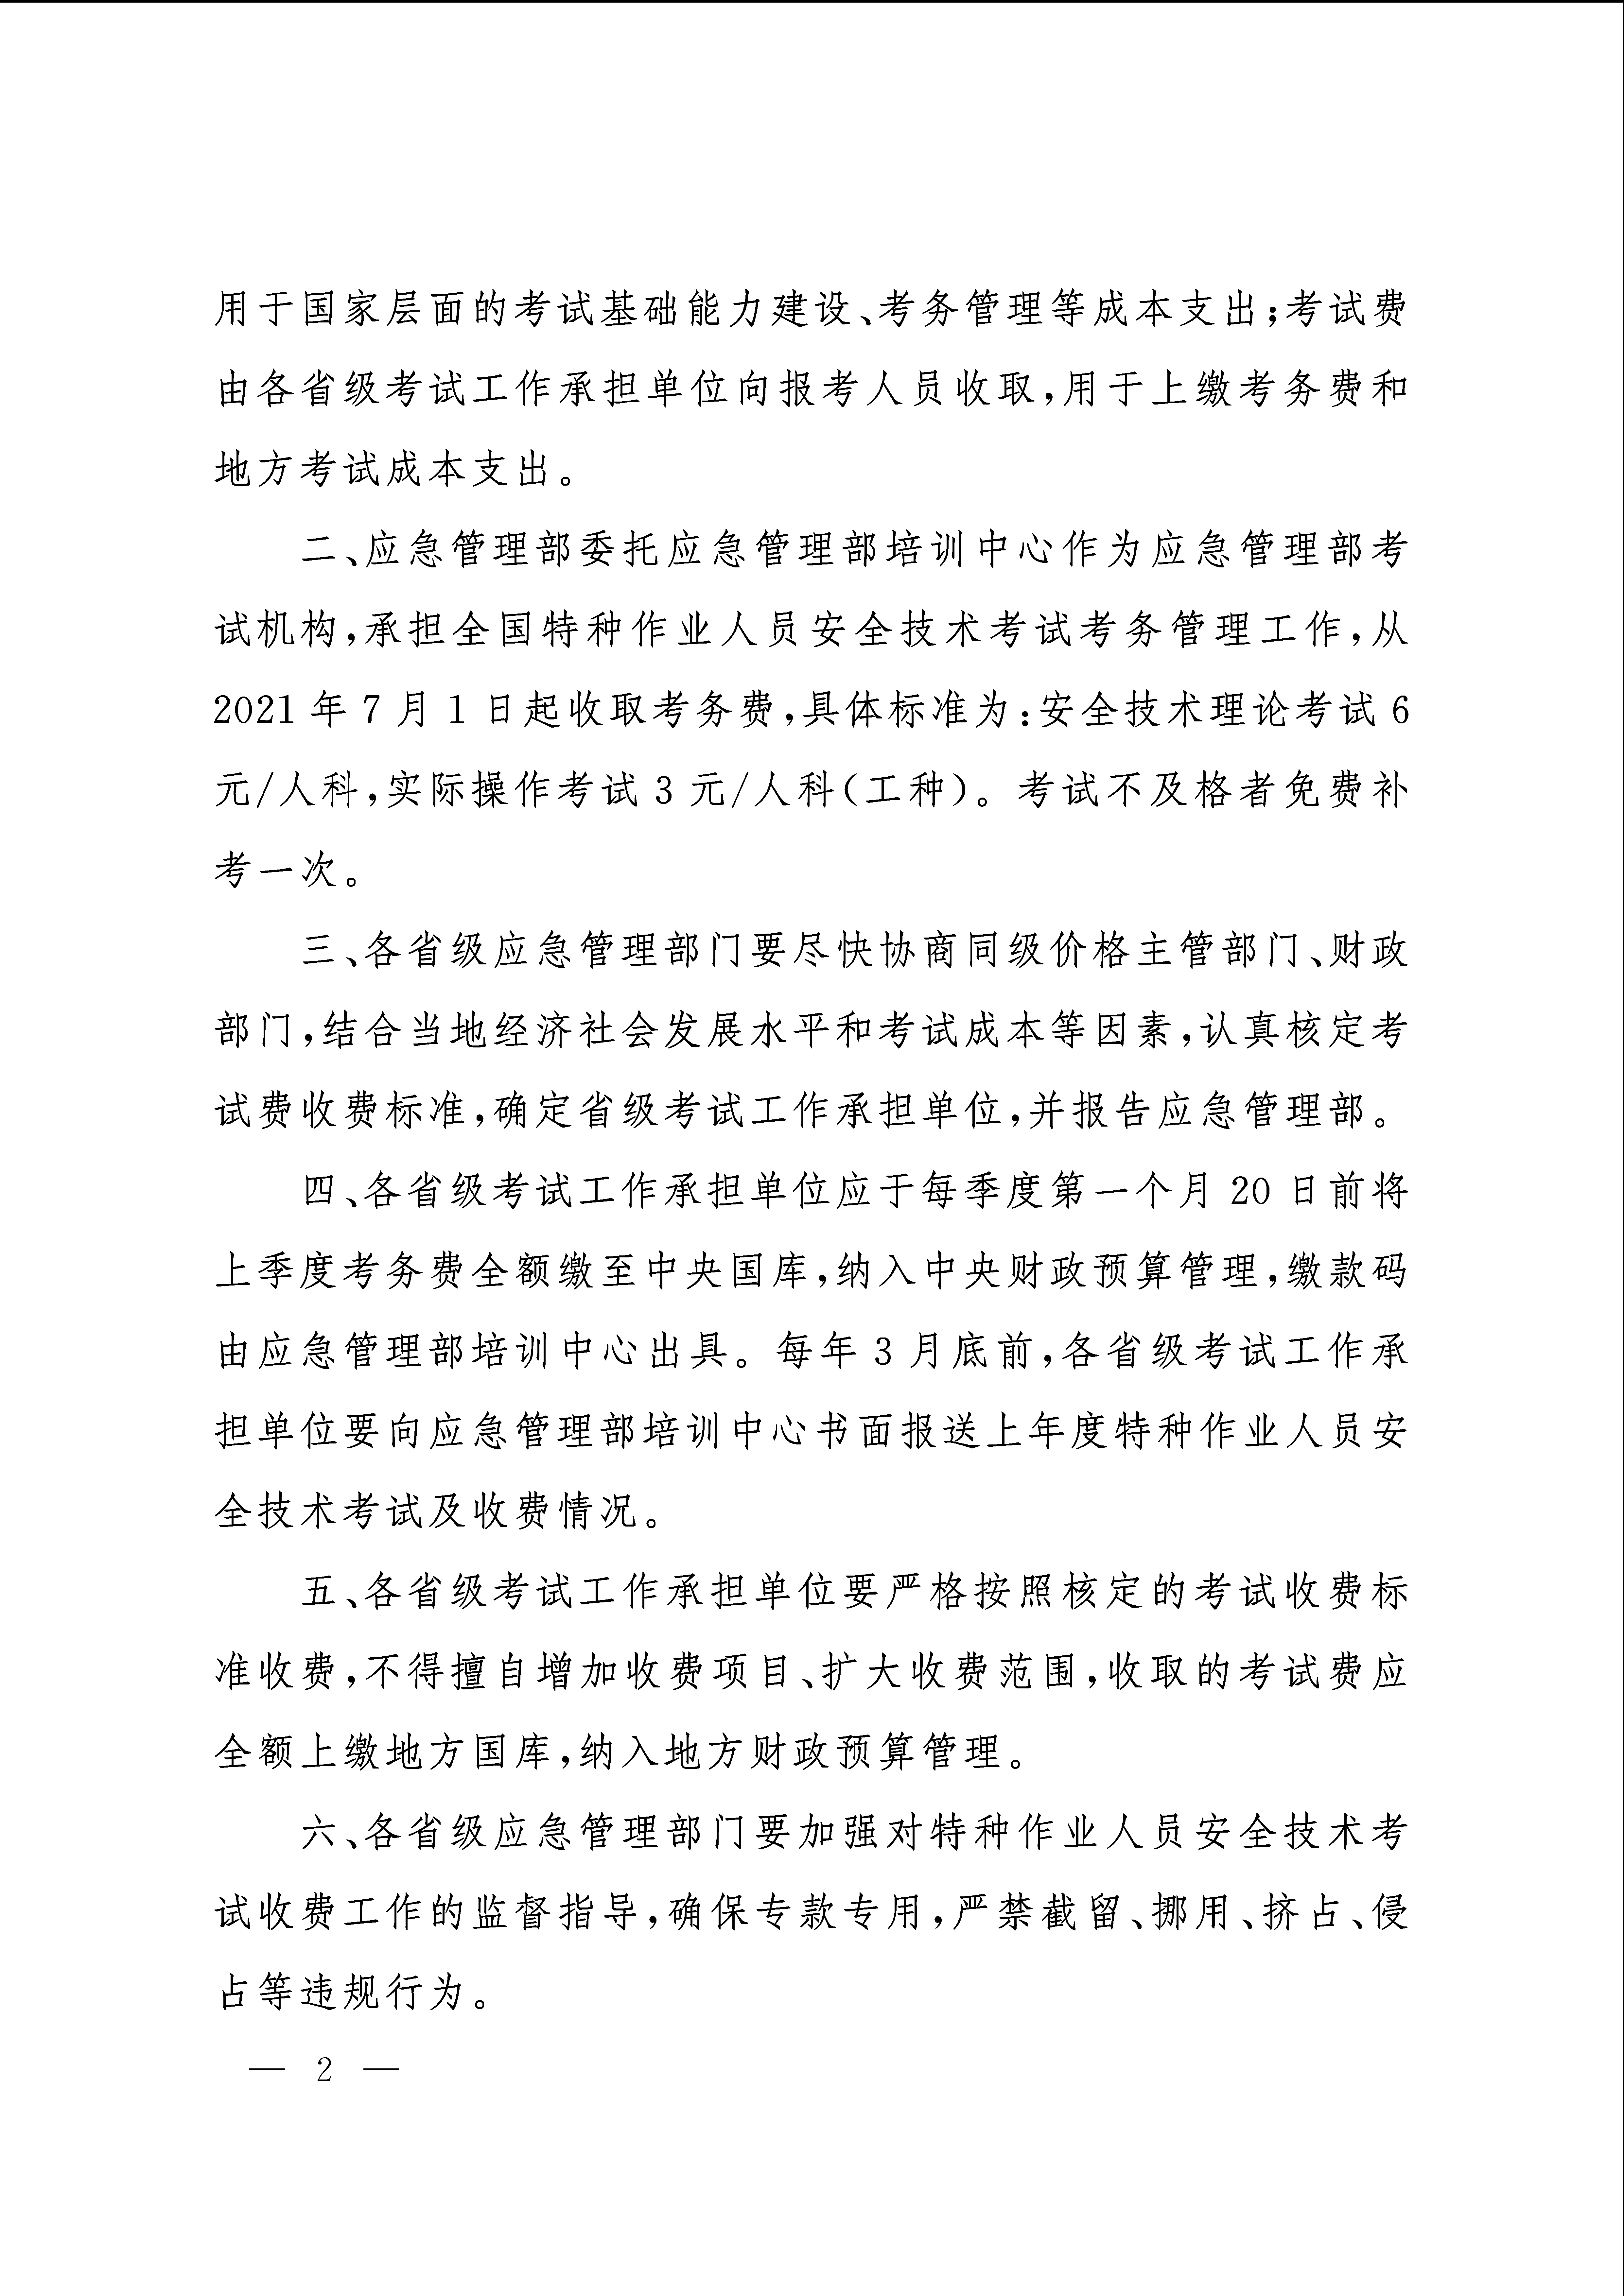 用于国家层面的考试基础能力建设、考务管理等成本支出;考试费
由各省级考试工作承担单位向报考人员收取,用于上缴考务费和
地方考试成本支出。
二、应急管理部委托应急管理部培训中心作为应急管理部考
试机构,承担全国特种作业人员安全技术考试考务管理工作,从
2021 年 7 月 1 日起收取考务费,具体标准为:安全技术理论考试 6
元/人科,实际操作考试 3 元/人科(工种)。考试不及格者免费补
考一次。
三、各省级应急管理部门要尽快协商同级价格主管部门、财政
部门,结合当地经济社会发展水平和考试成本等因素,认真核定考
试费收费标准,确定省级考试工作承担单位,并报告应急管理部。
四、各省级考试工作承担单位应于每季度第一个月 20 日前将
上季度考务费全额缴至中央国库,纳入中央财政预算管理,缴款码
由应急管理部培训中心出具。每年 3 月底前,各省级考试工作承
担单位要向应急管理部培训中心书面报送上年度特种作业人员安
全技术考试及收费情况。
五、各省级考试工作承担单位要严格按照核定的考试收费标
准收费,不得擅自增加收费项目、扩大收费范围,收取的考试费应
全额上缴地方国库,纳入地方财政预算管理。
六、各省级应急管理部门要加强对特种作业人员安全技术考
试收费工作的监督指导,确保专款专用,严禁截留、挪用、挤占、侵
占等违规行为。
— 2 —